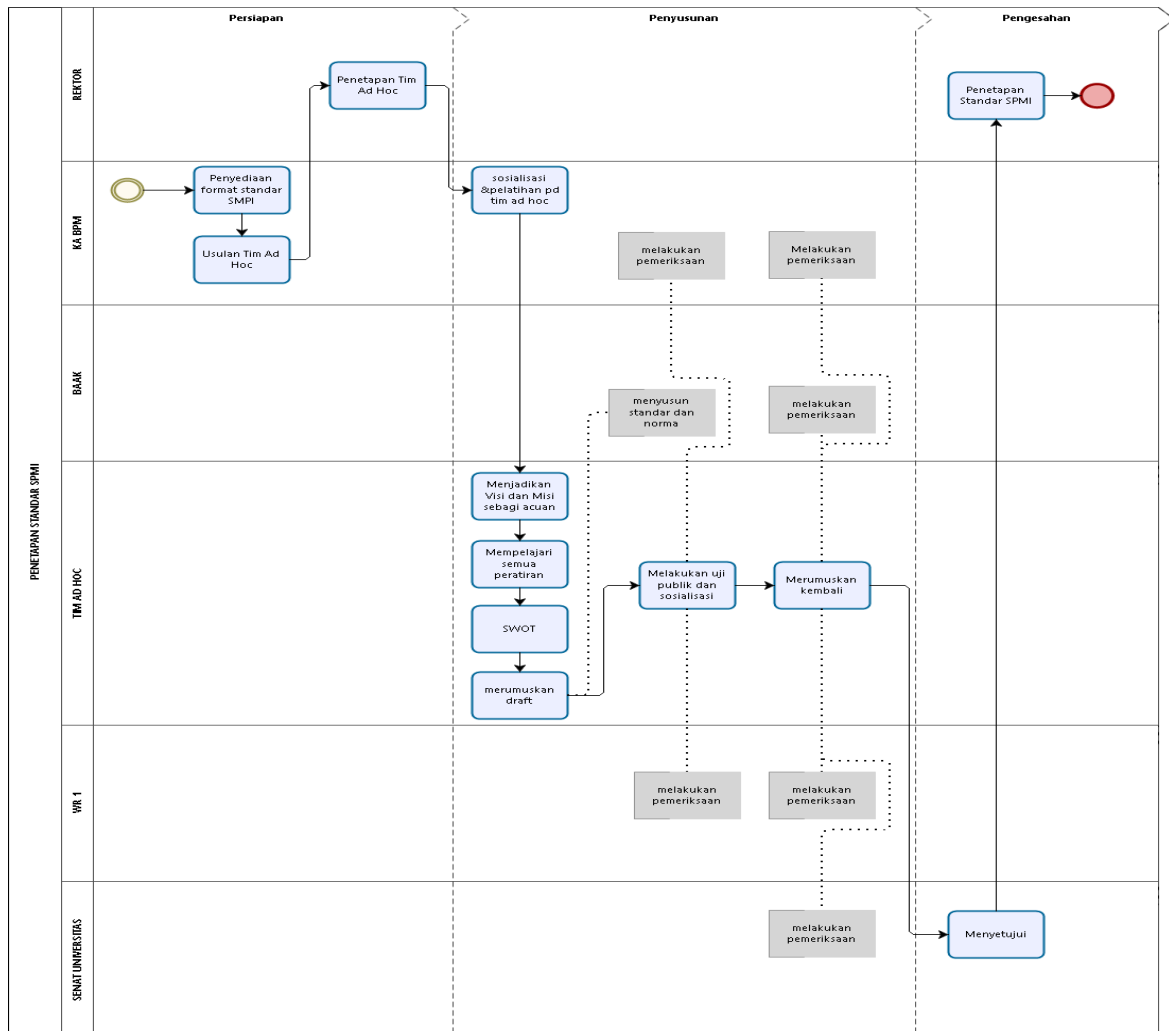 Persiapan
Penyusunan
Pengesahan
PENETAPAN STANDAR SPMI
REKTOR
Penetapan Tim
Ad Hoc
Penetapan
Standar SPMI
KA BPM
Penyediaan
format standar
SMPI
Usulan Tim Ad
Hoc
sosialisasi
&pelatihan pd
tim ad hoc
melakukan
pemeriksaan
Melakukan
pemeriksaan
BAAK
menyusun
standar dan
norma
melakukan
pemeriksaan
TIM AD HOC
Menjadikan
Visi dan Misi
sebagi acuan
Mempelajari
semua
peratiran
SWOT
merumuskan
draft
Melakukan uji
publik dan
sosialisasi
Merumuskan
kembali
WR 1
melakukan
pemeriksaan
melakukan
pemeriksaan
SENAT UNIVERSITAS
melakukan
pemeriksaan
Menyetujui